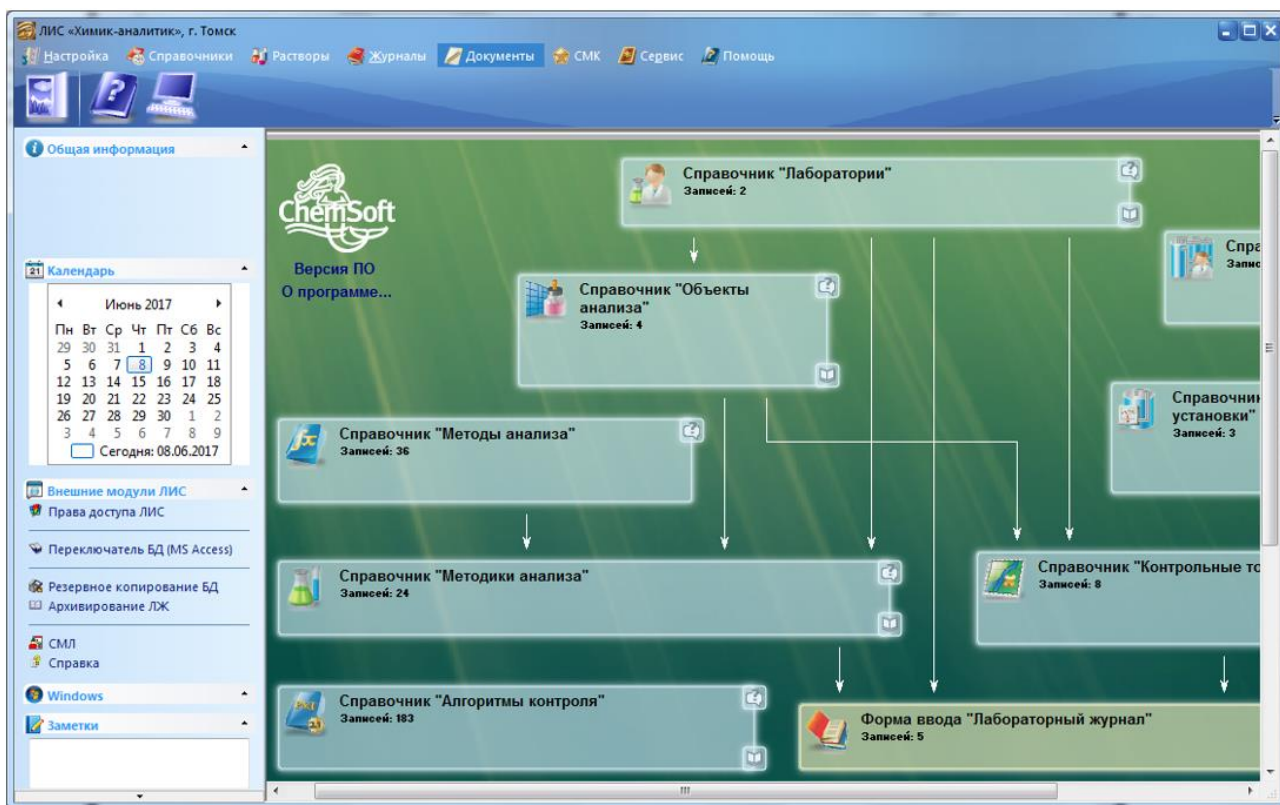 ЛИС «Химик-аналитик», г. Томск
Настройка Справочники Растворы Журналы Документы СМК Сервис Помощь
Общая информация
Календарь
21
Июнь 2017
Пн Вт Ср Чт Пт Сб Вс
29 30 31 1 2 3 4
5 6 7 8 9 10 11
12 13 14 15 16 17 18
19 20 21 22 23 24 25
26 27 28 29 30 1 2
3 4 5 6 7 8 9
Сегодня: 08.06.2017
Внешние модули ЛИС
Права доступа ЛИС
Переключатель БД (MS Access)
Резервное копирование БД
Архивирование ЛЖ
СМЛ
Справка
Windows
Заметки
ChemSoft
Версия ПО
О программе...
Справочник "Лаборатории"
Записей: 2
Справочник "Объекты
анализа"
Записей: 4
Справочник "Методы анализа"
Записей: 36
Справочник "Методики анализа"
Записей: 24
Справочник "Алгоритмы контроля"
Записей: 183
Спра
Запис
Справочник
установки"
Записей: 3
Справочник "Контрольные то
Записей: 8
Форма ввода "Лабораторный журнал"
Записей: 5